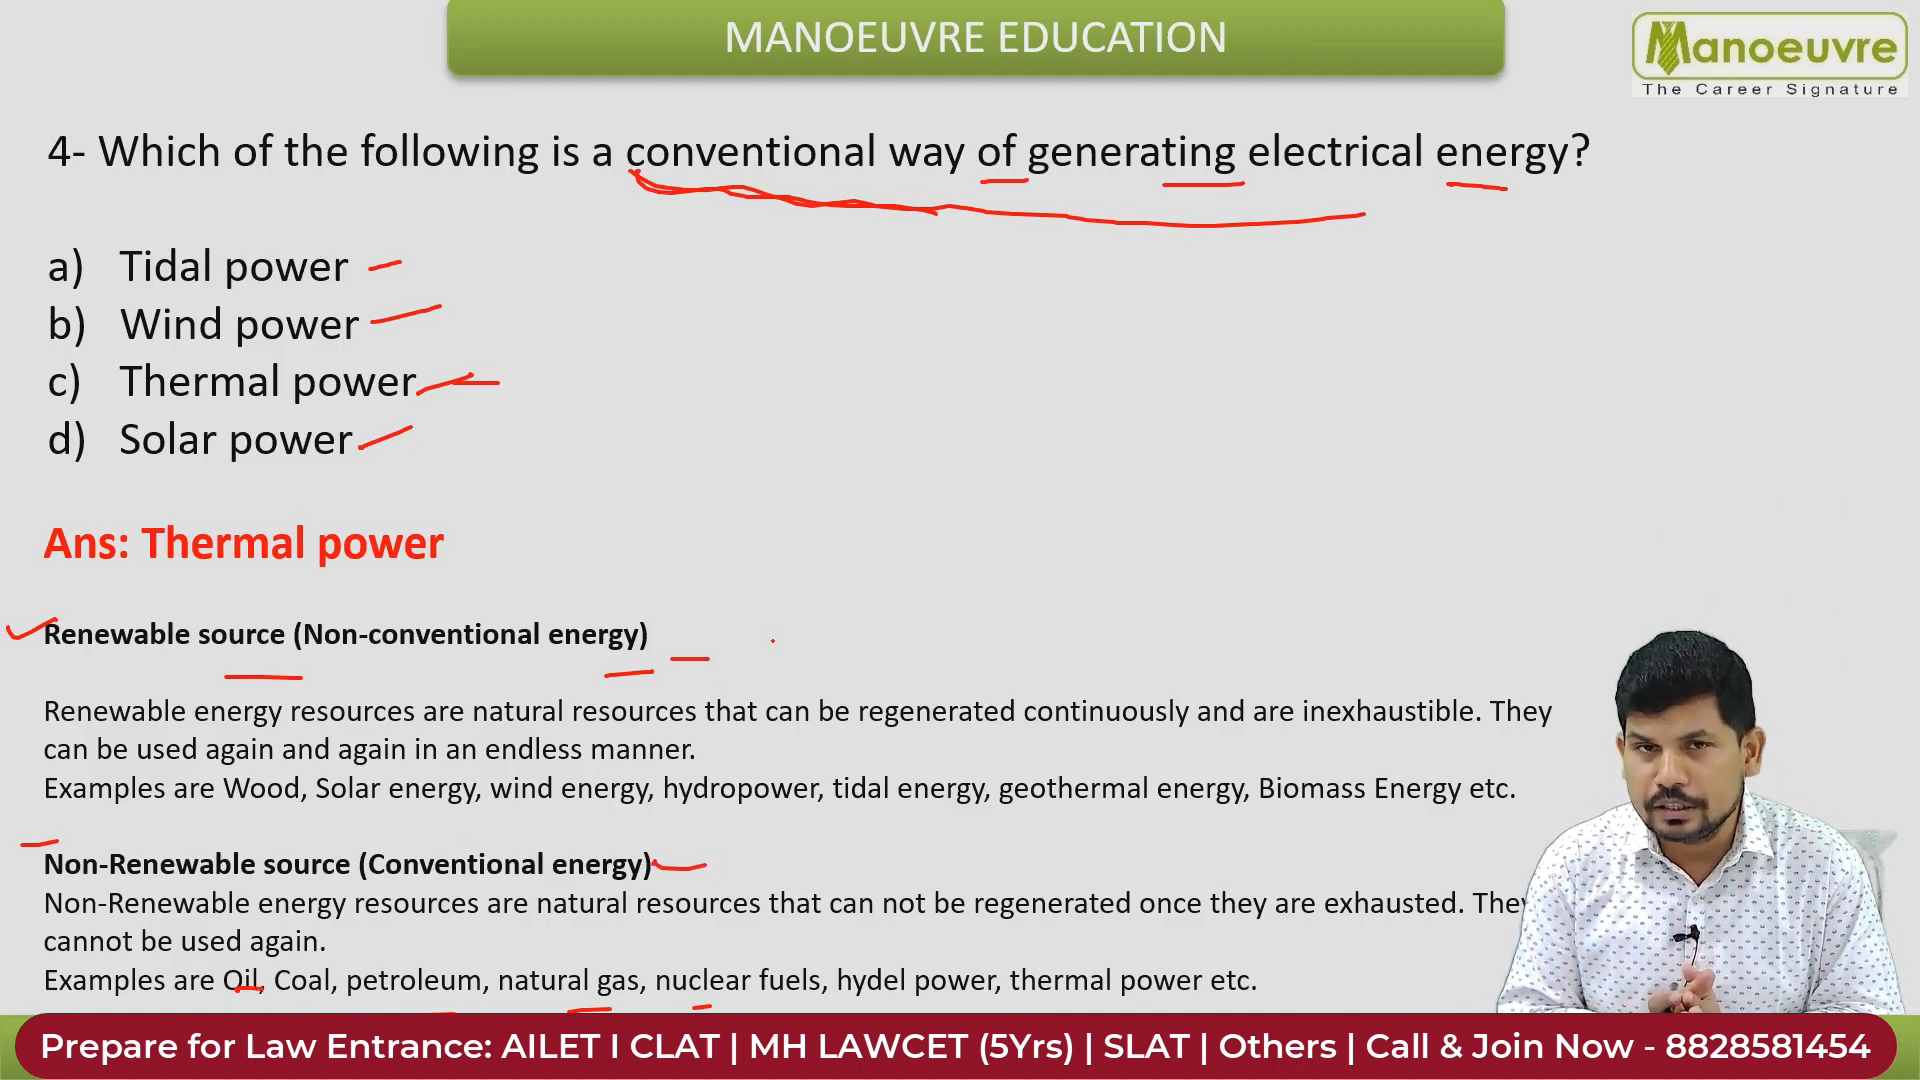 MANOEUVRE EDUCATION
Manoeuvre
The Career Signature
4- Which of the following is a conventional way of generating electrical energy?
a) Tidal power
b) Wind power
c) Thermal power
d) Solar power
Ans: Thermal power
Renewable source (Non-conventional energy)
Renewable energy resources are natural resources that can be regenerated continuously and are inexhaustible. They
can be used again and again in an endless manner.
Examples are Wood, Solar energy, wind energy, hydropower, tidal energy, geothermal energy, Biomass Energy etc.
Non-Renewable source (Conventional energy)
Non-Renewable energy resources are natural resources that can not be regenerated once they are exhausted. They
cannot be used again.
Examples are Oil, Coal, petroleum, natural gas, nuclear fuels, hydel power, thermal power etc.
Prepare for Law Entrance: AILET I CLAT | MH LAWCET (5Yrs) | SLAT | Others | Call & Join Now - 8828581454